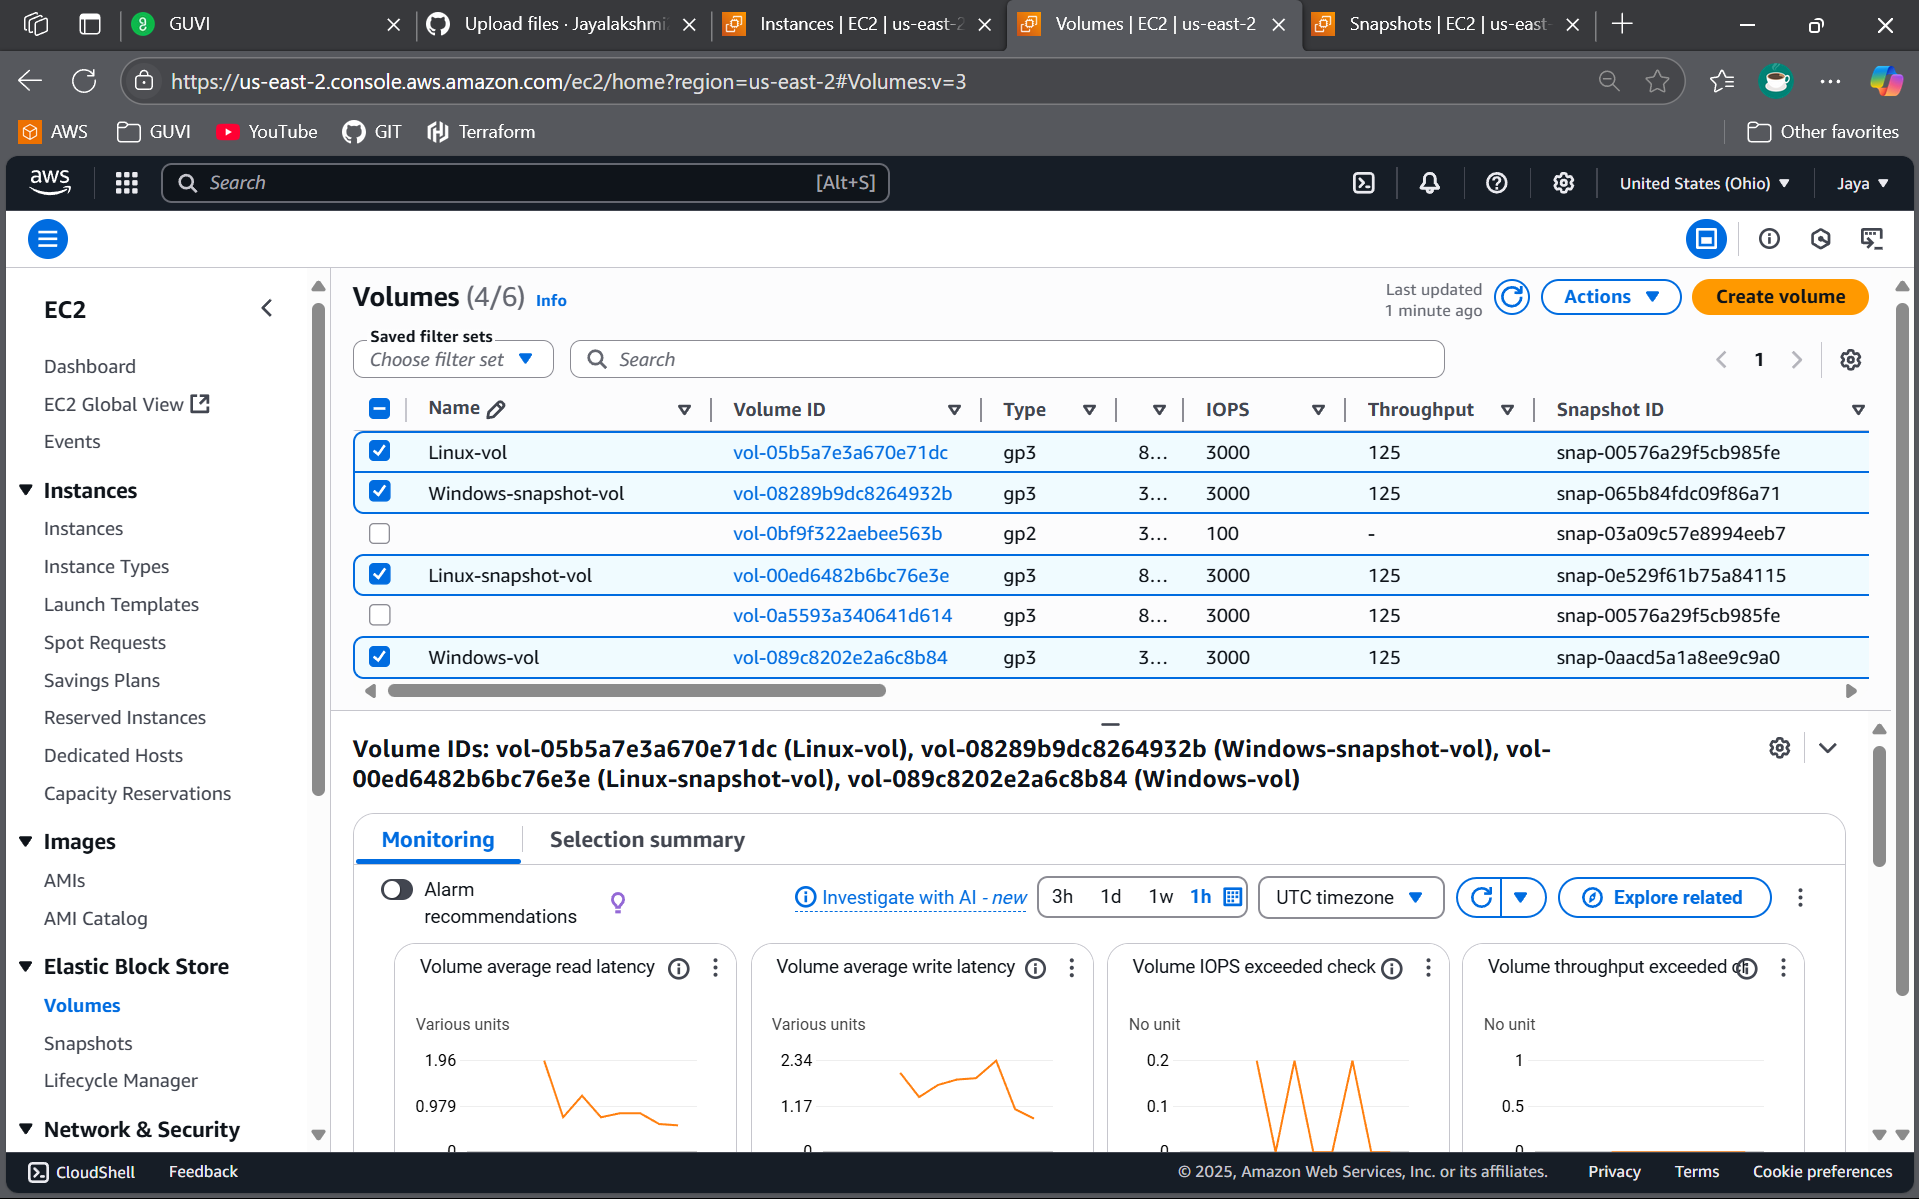 GUVI
Upload files · Jayalakshmi
Instances | EC2 | us-east-2
Volumes | EC2 | us-east-2
Snapshots | EC2 | us-east-
https://us-east-2.console.aws.amazon.com/ec2/home?region=us-east-2#Volumes:v=3
AWS
GUVI
YouTube
GIT
Terraform
Other favorites
aws
Search
[Alt+S]
United States (Ohio)
Jaya
EC2
Dashboard
EC2 Global View
Events
Instances
Instances
Instance Types
Launch Templates
Spot Requests
Savings Plans
Reserved Instances
Dedicated Hosts
Capacity Reservations
Images
AMIs
AMI Catalog
Elastic Block Store
Volumes
Snapshots
Lifecycle Manager
Network & Security
Volumes (4/6) Info
Last updated
1 minute ago
Actions
Create volume
Saved filter sets
Choose filter set
Search
1
Name Volume ID Type IOPS Throughput Snapshot ID
Linux-vol vol-05b5a7e3a670e71dc gp3 8... 3000 125 snap-00576a29f5cb985fe
Windows-snapshot-vol vol-08289b9dc8264932b gp3 3... 3000 125 snap-065b84fdc09f86a71
vol-0bf9f322aebee563b gp2 3... 100 - snap-03a09c57e8994eeb7
Linux-snapshot-vol vol-00ed6482b6bc76e3e gp3 8... 3000 125 snap-0e529f61b75a84115
vol-0a5593a340641d614 gp3 8... 3000 125 snap-00576a29f5cb985fe
Windows-vol vol-089c8202e2a6c8b84 gp3 3... 3000 125 snap-0aacd5a1a8ee9c9a0
Volume IDs: vol-05b5a7e3a670e71dc (Linux-vol), vol-08289b9dc8264932b (Windows-snapshot-vol), vol-
00ed6482b6bc76e3e (Linux-snapshot-vol), vol-089c8202e2a6c8b84 (Windows-vol)
Monitoring
Selection summary
Alarm
recommendations
Investigate with AI - new
3h 1d 1w 1h
UTC timezone
Explore related
Volume average read latency
Various units
1.96
0.979
0
Volume average write latency
Various units
2.34
1.17
0
Volume IOPS exceeded check
No unit
0.2
0.1
0
Volume throughput exceeded
No unit
1
0.5
0
CloudShell
Feedback
© 2025, Amazon Web Services, Inc. or its affiliates.
Privacy
Terms
Cookie preferences